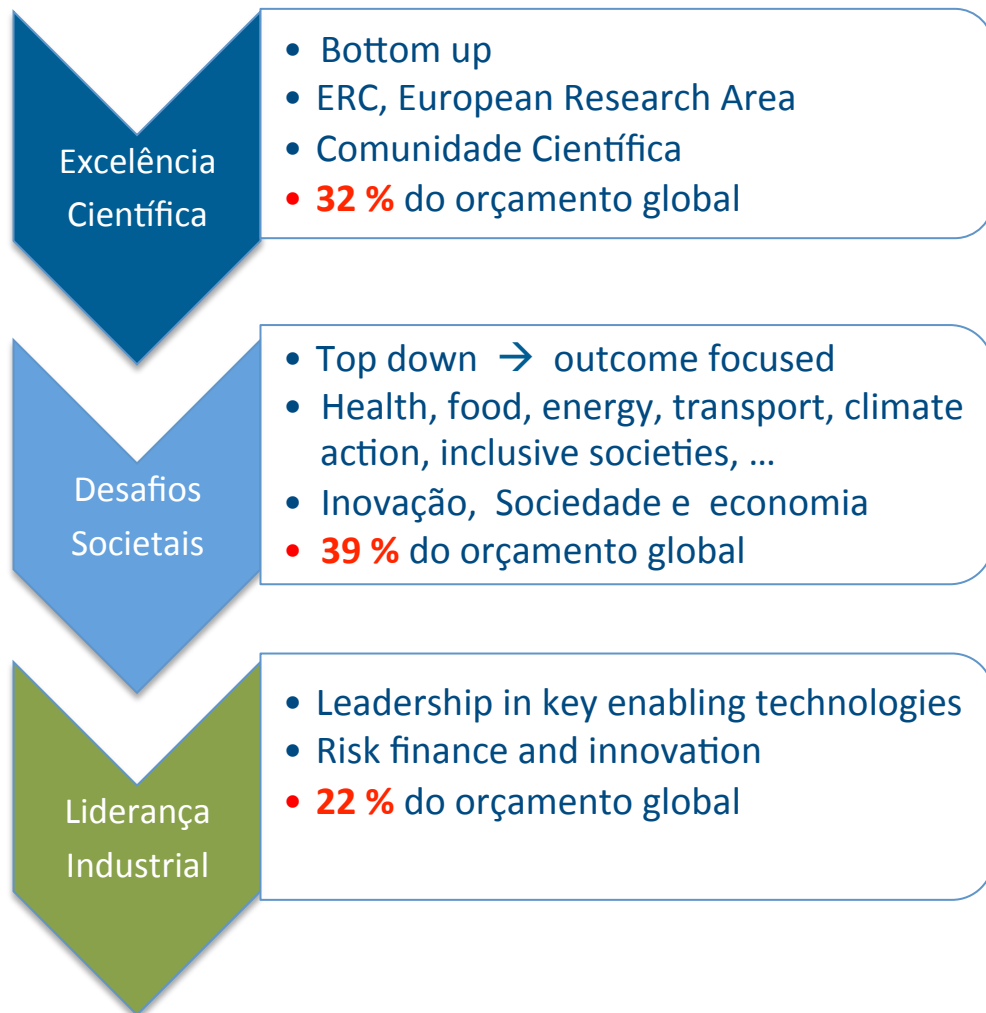 Excelência
Científica
• Bottom up
• ERC, European Research Area
• Comunidade Científica
• 32 % do orçamento global
Desafios
Societais
• Top down → outcome focused
• Health, food, energy, transport, climate
action, inclusive societies, ...
• Inovação, Sociedade e economia
• 39 % do orçamento global
Liderança
Industrial
• Leadership in key enabling technologies
• Risk finance and innovation
• 22 % do orçamento global